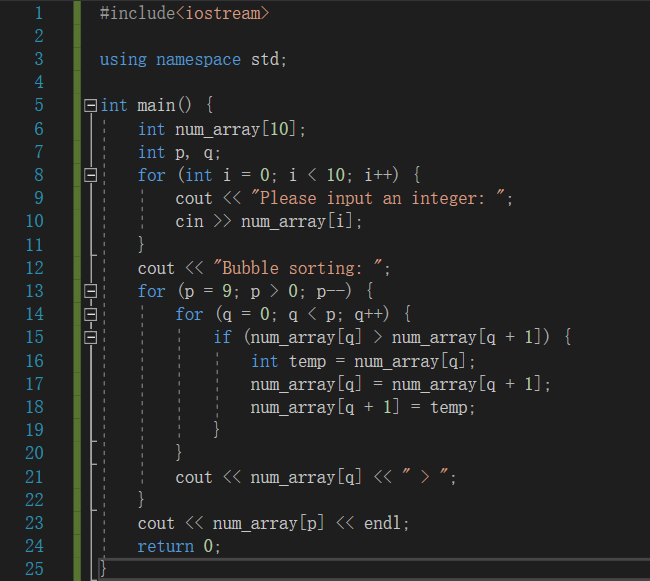 1 #include<iostream>
2
3 using namespace std;
4
5 int main() {
6 int num_array[10];
7 int p, q;
8 for (int i = 0; i < 10; i++) {
9 cout << "Please input an integer: ";
10 cin >> num_array[i];
11 }
12 cout << "Bubble sorting: ";
13 for (p = 9; p > 0; p--) {
14 for (q = 0; q < p; q++) {
15 if (num_array[q] > num_array[q + 1]) {
16 int temp = num_array[q];
17 num_array[q] = num_array[q + 1];
18 num_array[q + 1] = temp;
19 }
20 }
21 cout << num_array[q] << " > ";
22 }
23 cout << num_array[p] << endl;
24 return 0;
25 }